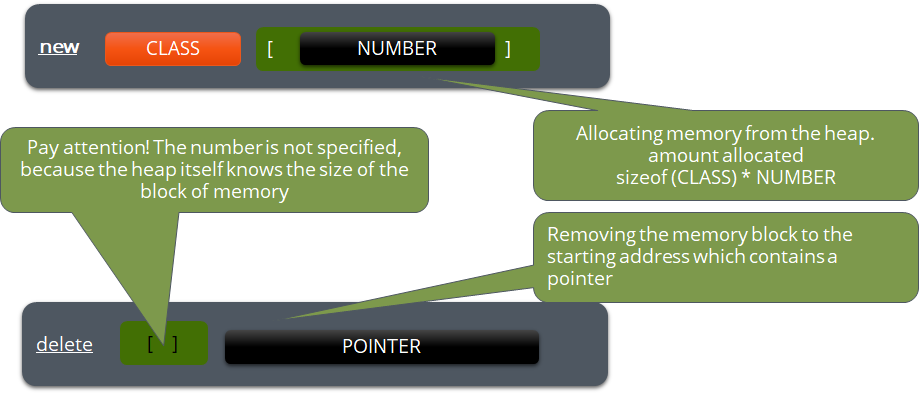 new CLASS [ NUMBER ]
Allocating memory from the heap.
amount allocated
sizeof (CLASS) * NUMBER
Pay attention! The number is not specified,
because the heap itself knows the size of the
block of memory
Removing the memory block to the
starting address which contains a
pointer
delete [ ] POINTER